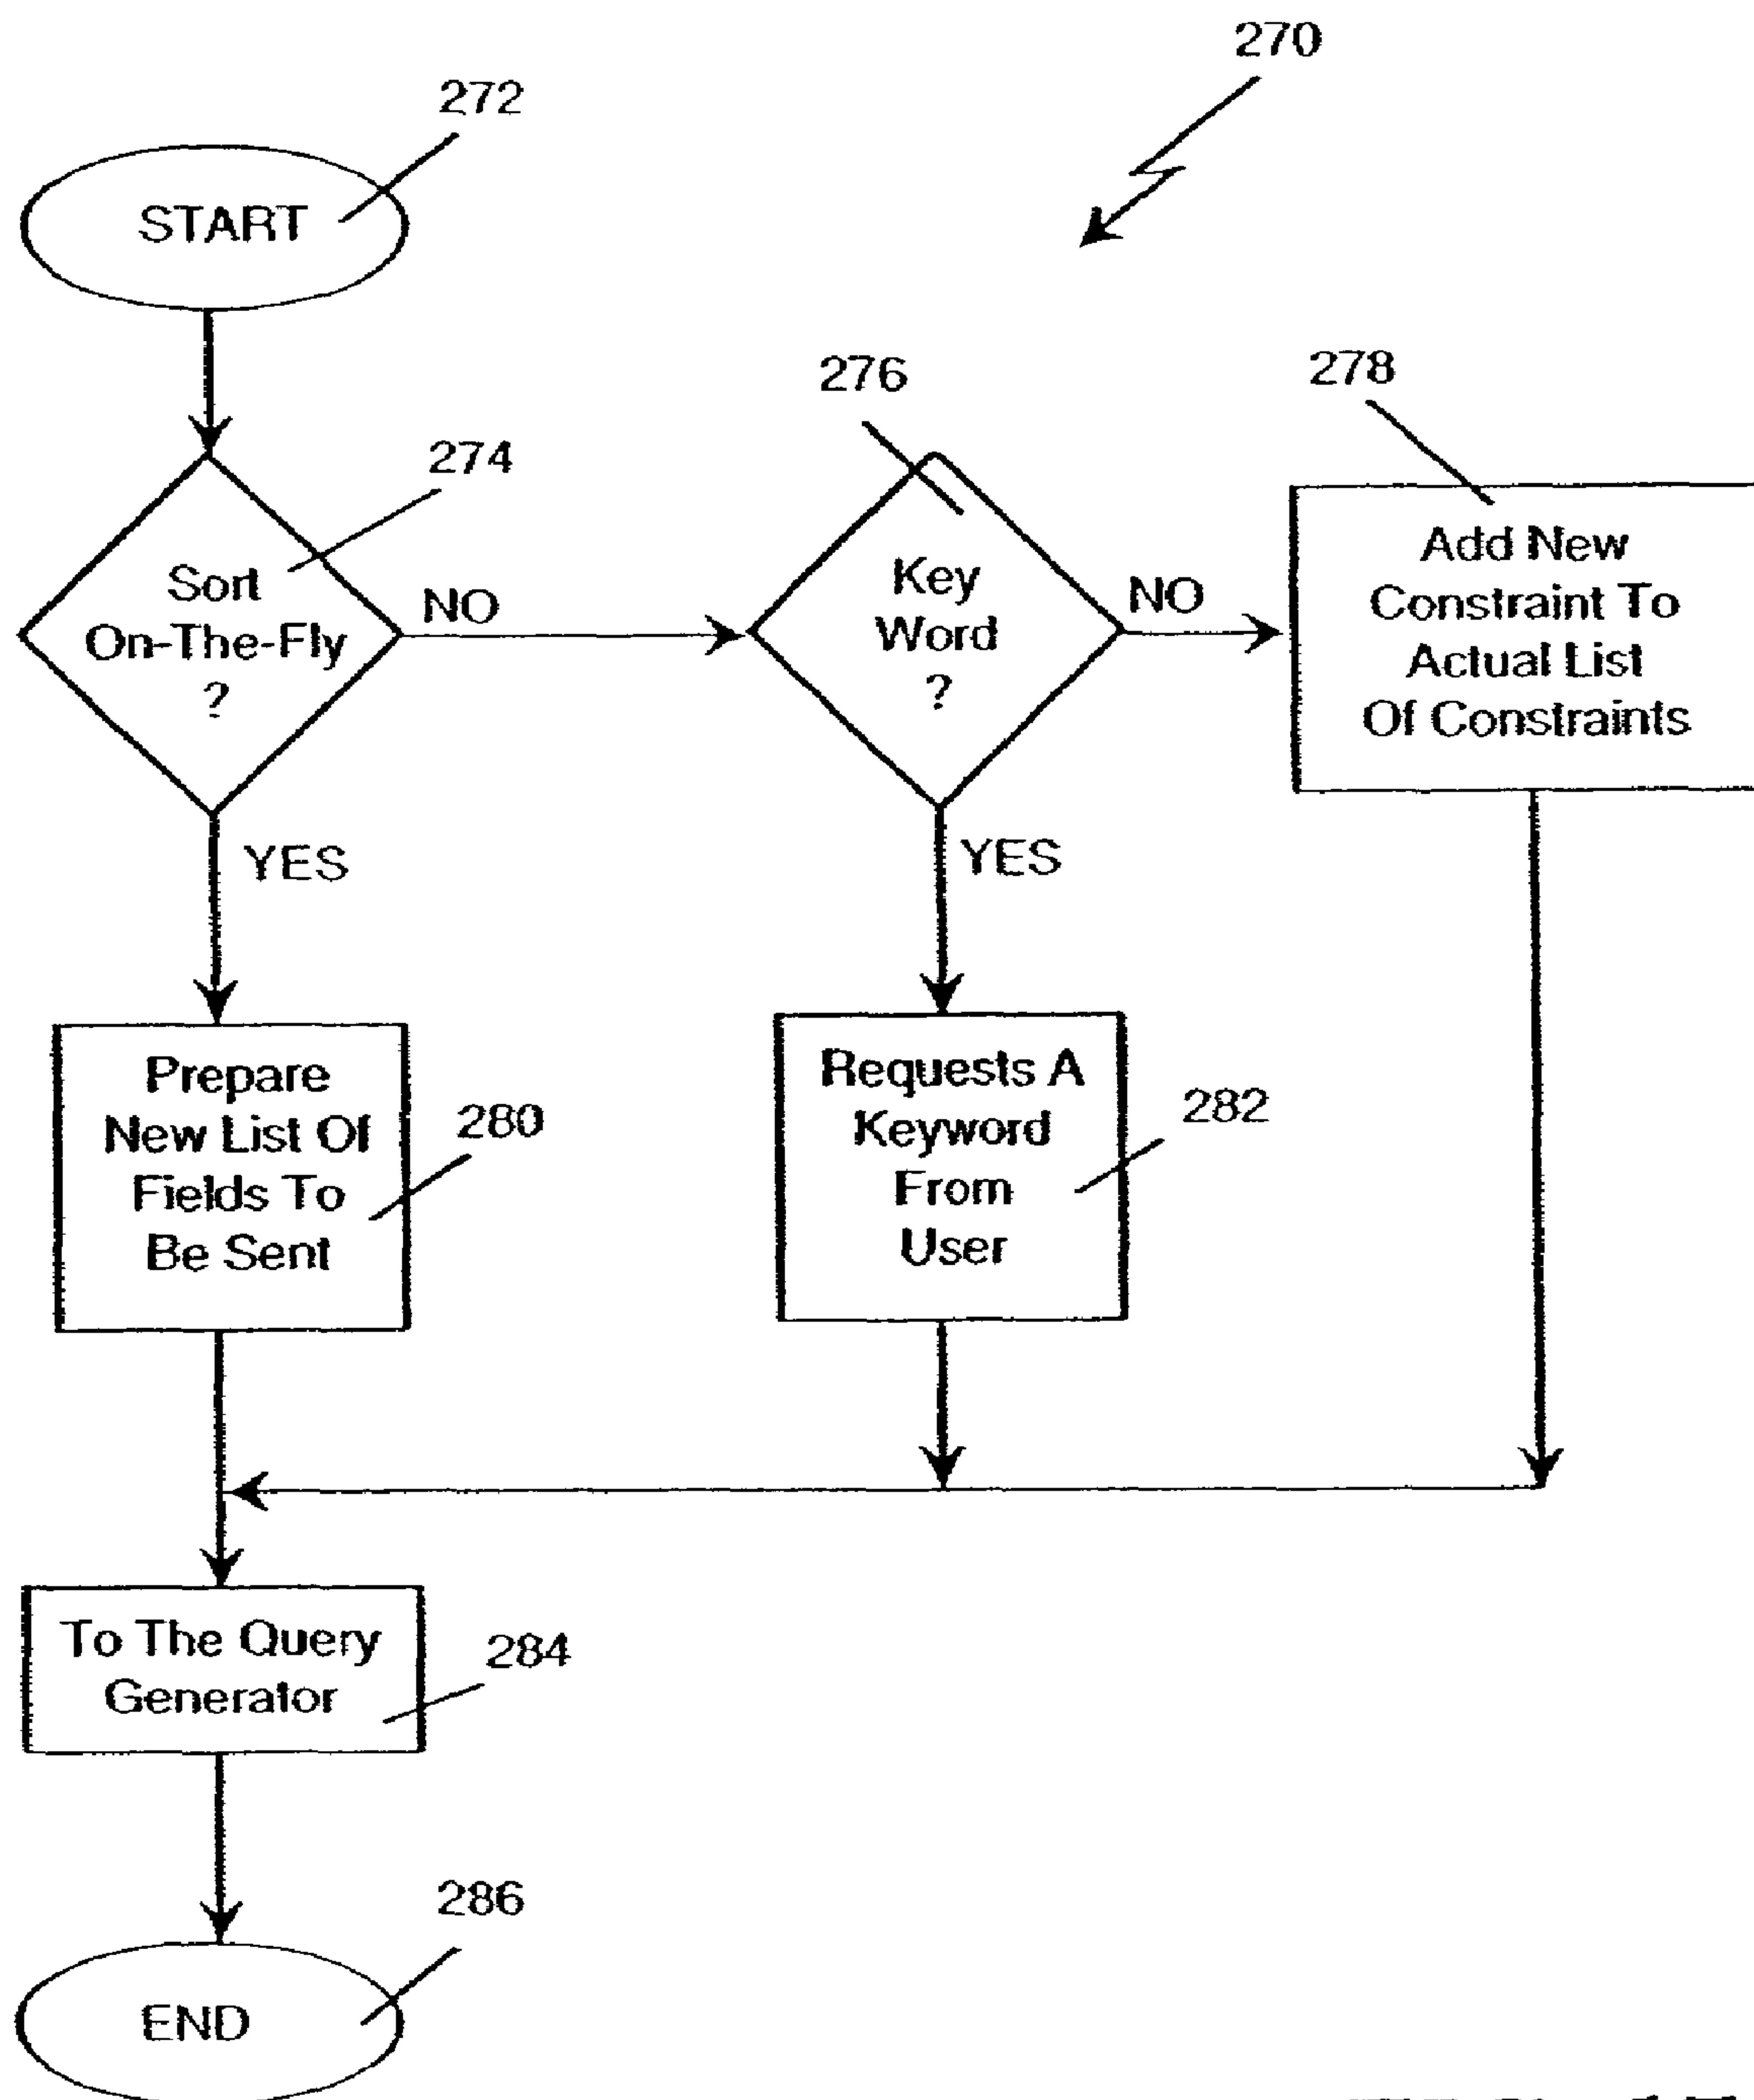 270
272
START
274
Sort
On-The-Fly
?
NO
276
Key
Word
?
NO
278
Add New
Constraint To
Actual List
Of Constraints
YES
YES
Prepare
New List Of
Fields To
Be Sent
280
Requests A
Keyword
From
User
282
To The Query
Generator
284
286
END